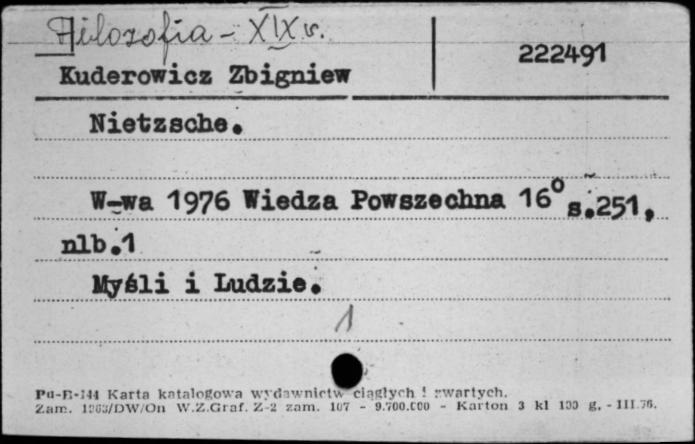 Filozofia - XIX w.
222491
Kuderowicz Zbigniew
Nietzsche.
W-wa 1976 Wiedza Powszechna 16° s.251,
nlb.1
Myśli i Ludzie.
1
Pu-B-144 Karta katalogowa wydawnictw ciągłych i zwartych.
Zam. 1363/DW/On W.Z.Graf. Z-2 zam. 107 - 9.700.000 - Karton 3 kl 190 g. - III.76.